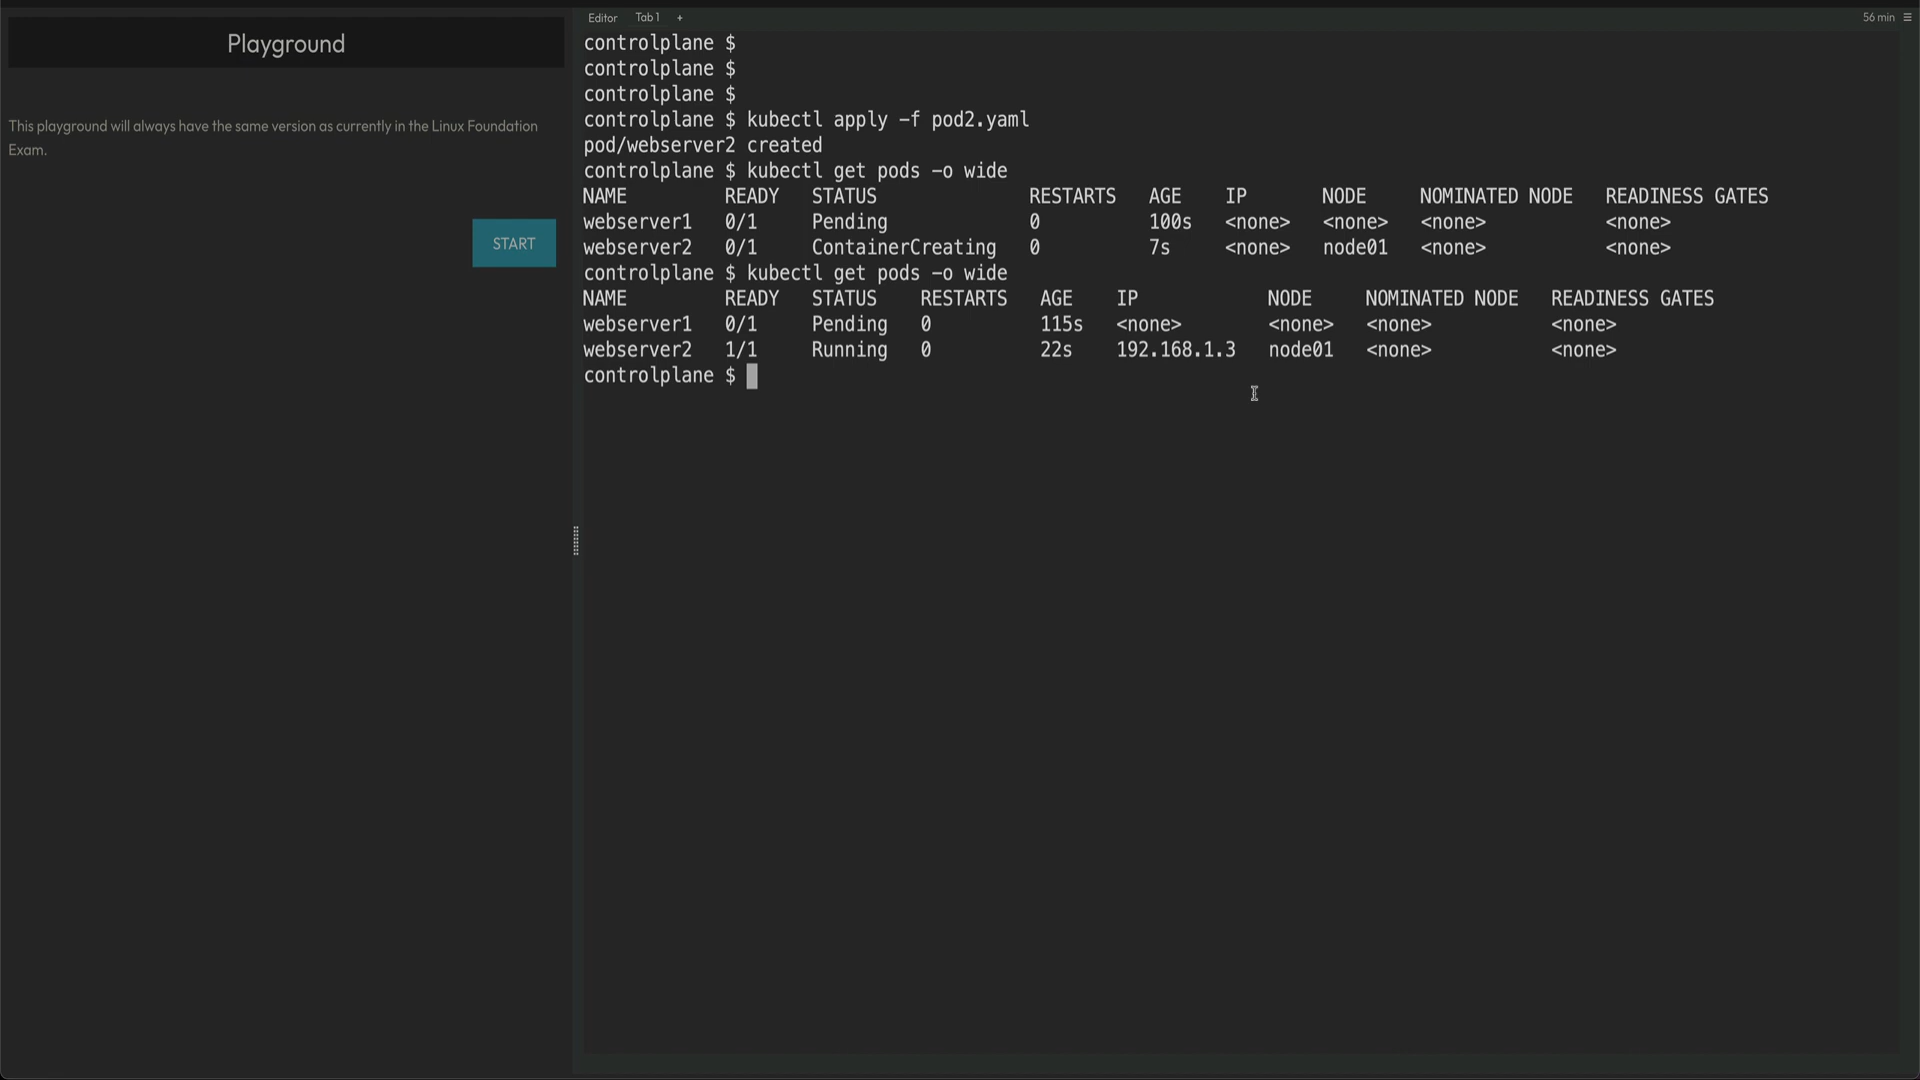 Playground
This playground will always have the same version as currently in the Linux Foundation
Exam.
START
Editor Tab 1 + 56 min
controlplane $
controlplane $
controlplane $
controlplane $ kubectl apply -f pod2.yaml
pod/webserver2 created
controlplane $ kubectl get pods -o wide
NAME READY STATUS RESTARTS AGE IP NODE NOMINATED NODE READINESS GATES
webserver1 0/1 Pending 0 100s <none> <none> <none> <none>
webserver2 0/1 ContainerCreating 0 7s <none> node01 <none> <none>
controlplane $ kubectl get pods -o wide
NAME READY STATUS RESTARTS AGE IP NODE NOMINATED NODE READINESS GATES
webserver1 0/1 Pending 0 115s <none> <none> <none> <none>
webserver2 1/1 Running 0 22s 192.168.1.3 node01 <none> <none>
controlplane $